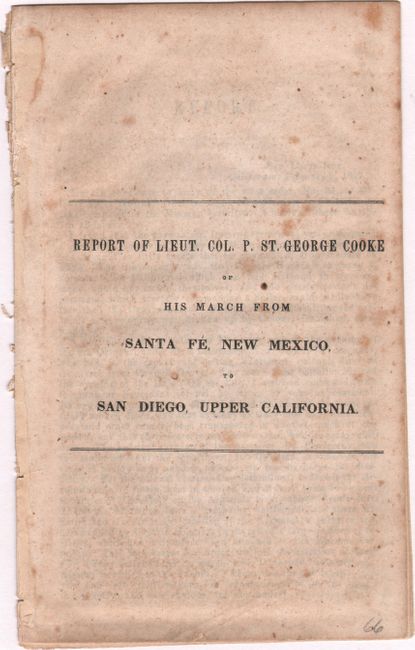 REPORT OF LIEUT. COL. P. ST. GEORGE COOKE
OF
HIS MARCH FROM
SANTA FÉ, NEW MEXICO,
TO
SAN DIEGO, UPPER CALIFORNIA.
66